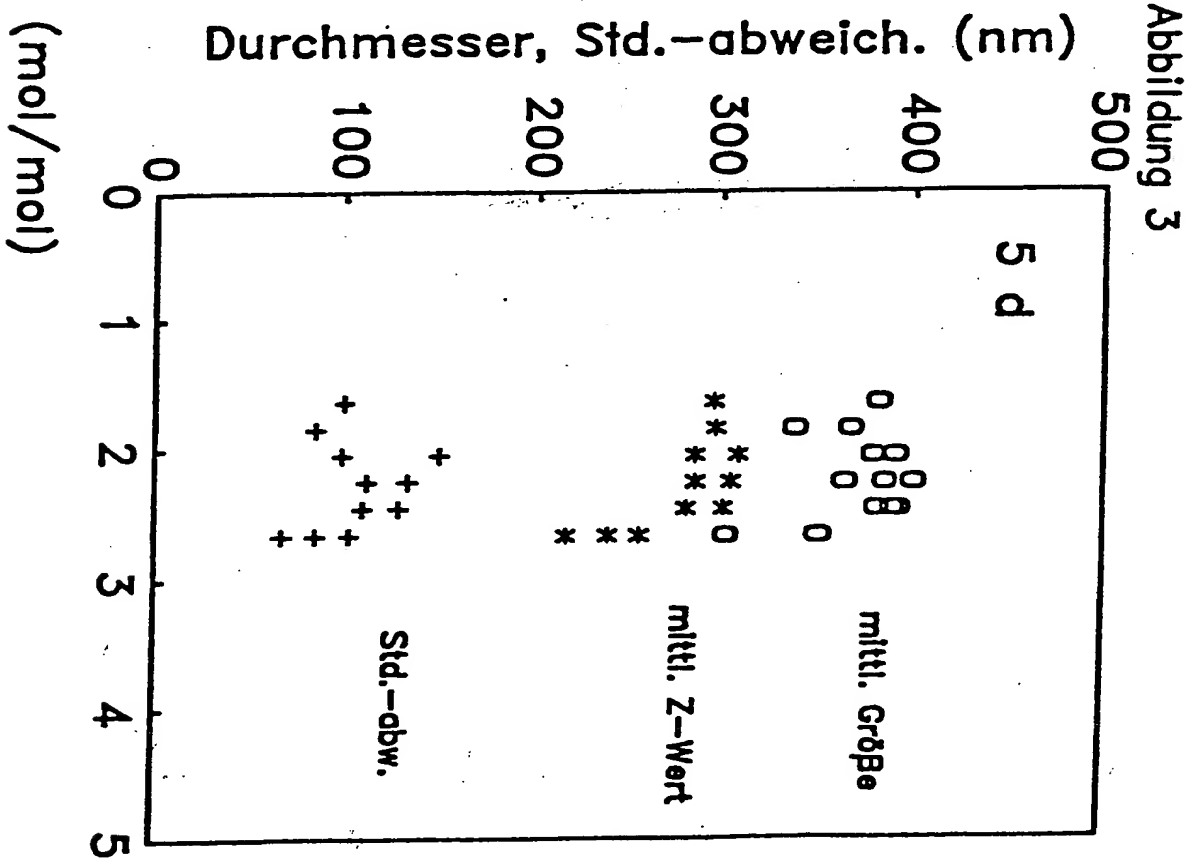 Abbildung 3
Durchmesser, Std.-abweich. (nm)
500
400
300
200
100
0
5 d
mittl. Größe
mittl. Z-Wert
Std.-abw.
0 1 2 3 4 5
(mol/mol)